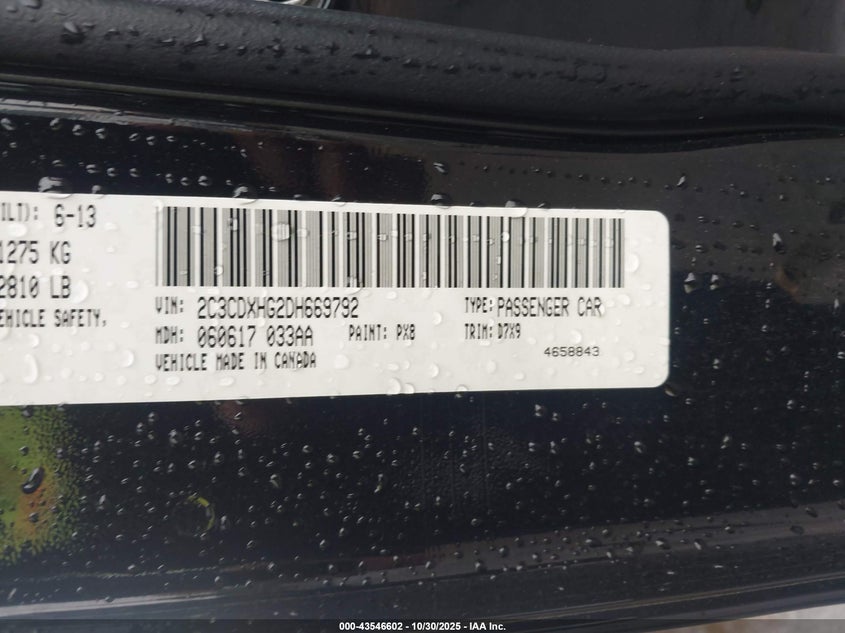 ILT): 6-13
1275 KG
2810 LB
EHICLE SAFETY,
VIN: 2C3CDXHG2DH669792 TYPE: PASSENGER CAR
MDH: 060617 033AA PAINT: PX8 TRIM: D7X9
VEHICLE MADE IN CANADA
4658843
000-43546602 - 10/30/2025 - IAA Inc.